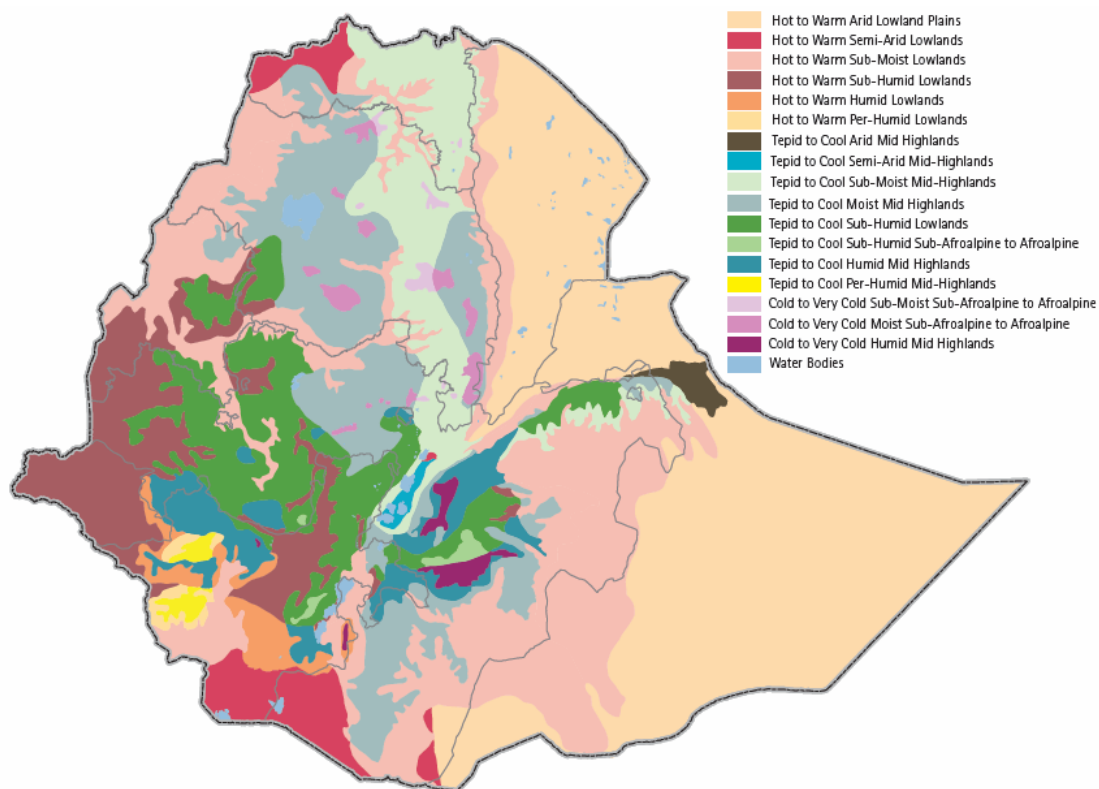 Hot to Warm Arid Lowland Plains
Hot to Warm Semi-Arid Lowlands
Hot to Warm Sub-Moist Lowlands
Hot to Warm Sub-Humid Lowlands
Hot to Warm Humid Lowlands
Hot to Warm Per-Humid Lowlands
Tepid to Cool Arid Mid Highlands
Tepid to Cool Semi-Arid Mid-Highlands
Tepid to Cool Sub-Moist Mid-Highlands
Tepid to Cool Moist Mid Highlands
Tepid to Cool Sub-Humid Lowlands
Tepid to Cool Sub-Humid Sub-Afroalpine to Afroalpine
Tepid to Cool Humid Mid Highlands
Tepid to Cool Per-Humid Mid-Highlands
Cold to Very Cold Sub-Moist Sub-Afroalpine to Afroalpine
Cold to Very Cold Moist Sub-Afroalpine to Afroalpine
Cold to Very Cold Humid Mid Highlands
Water Bodies